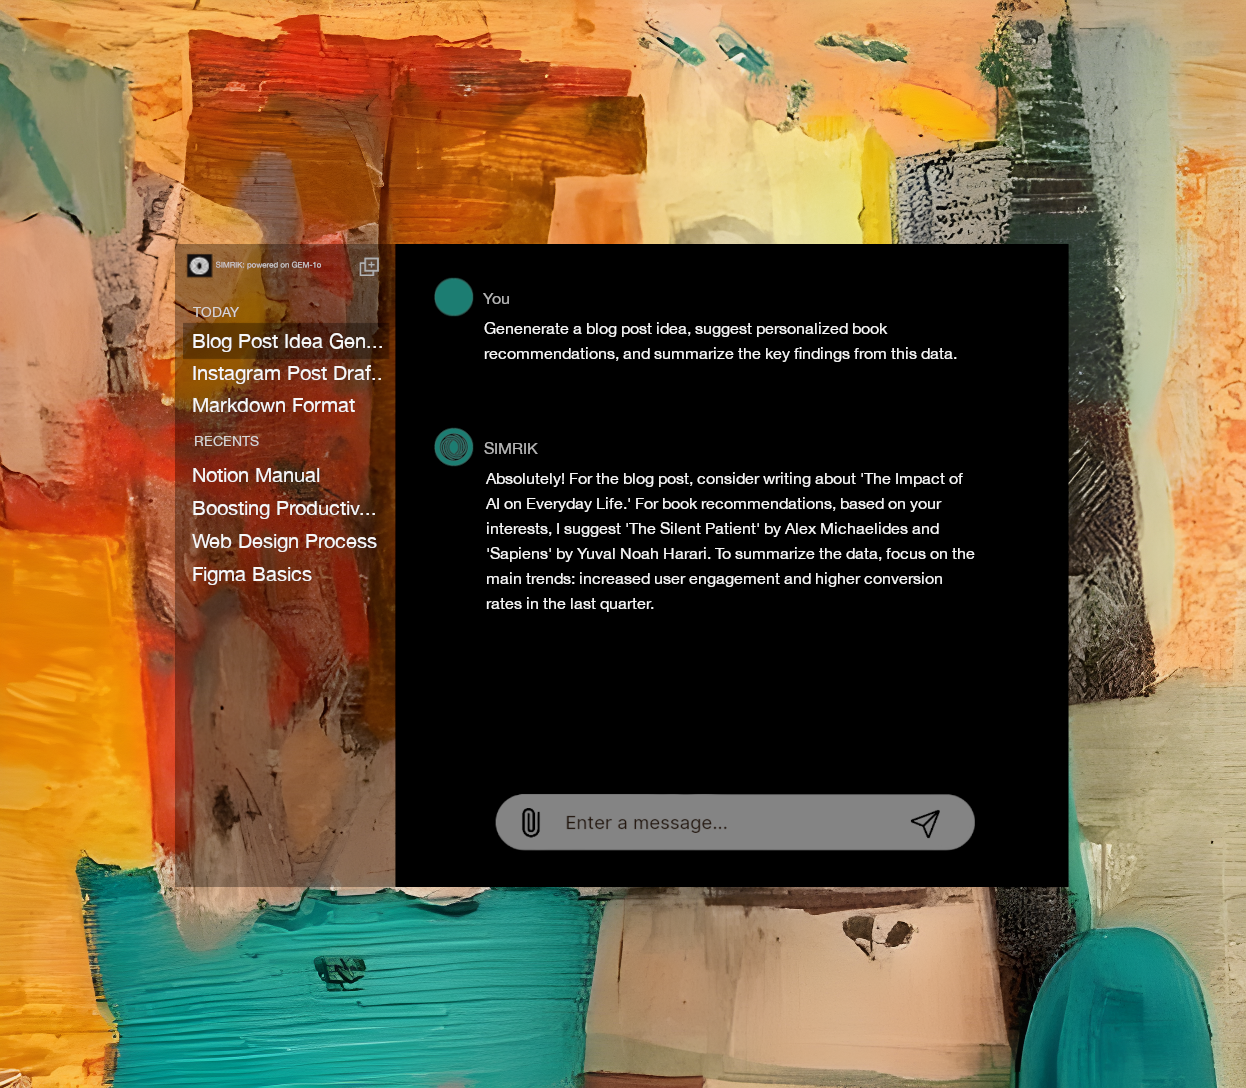 SIMRIK: powered on GEM-1o
TODAY
Blog Post Idea Gen...
Instagram Post Draf..
Markdown Format
RECENTS
Notion Manual
Boosting Productiv...
Web Design Process
Figma Basics
You
Genenerate a blog post idea, suggest personalized book
recommendations, and summarize the key findings from this data.
SIMRIK
Absolutely! For the blog post, consider writing about 'The Impact of
AI on Everyday Life.' For book recommendations, based on your
interests, I suggest 'The Silent Patient' by Alex Michaelides and
'Sapiens' by Yuval Noah Harari. To summarize the data, focus on the
main trends: increased user engagement and higher conversion
rates in the last quarter.
Enter a message...